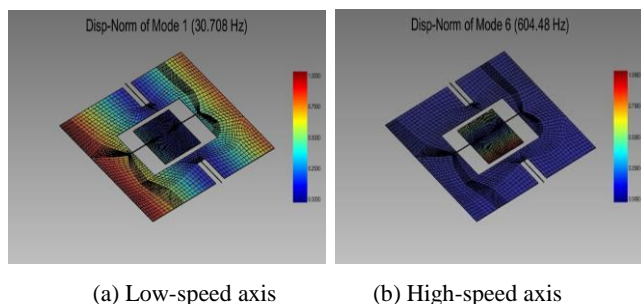 Disp-Norm of Mode 1 (30.708 Hz)
Disp-Norm of Mode 6 (604.48 Hz)
(a) Low-speed axis
(b) High-speed axis